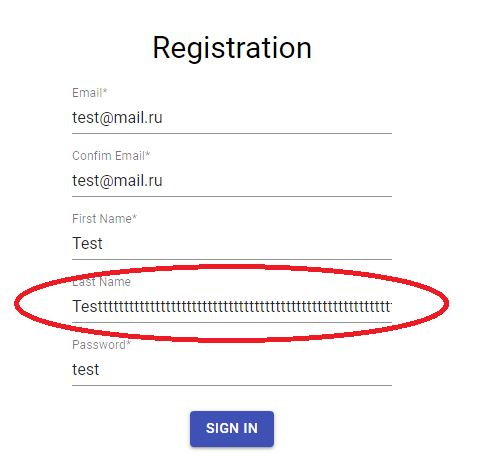 Registration
Email*
test@mail.ru
Confim Email*
test@mail.ru
First Name*
Test
Last Name
Testttttttttttttttttttttttttttttttttttttttttttttttttttttttt
Password*
test
SIGN IN